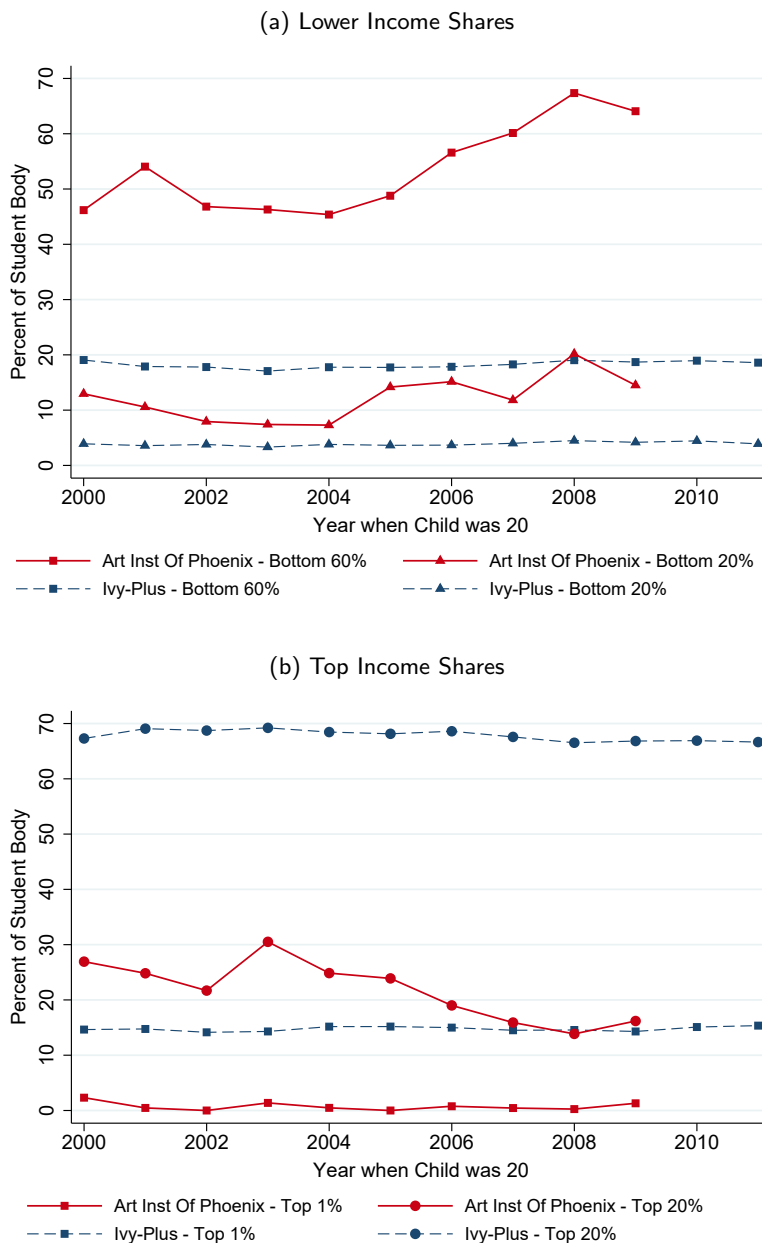 (a) Lower Income Shares
Percent of Student Body
70
60
50
40
30
20
10
0
2000 2002 2004 2006 2008 2010
Year when Child was 20
Art Inst Of Phoenix - Bottom 60% Art Inst Of Phoenix - Bottom 20%
Ivy-Plus - Bottom 60% Ivy-Plus - Bottom 20%
(b) Top Income Shares
Percent of Student Body
70
60
50
40
30
20
10
0
2000 2002 2004 2006 2008 2010
Year when Child was 20
Art Inst Of Phoenix - Top 1% Art Inst Of Phoenix - Top 20%
Ivy-Plus - Top 1% Ivy-Plus - Top 20%